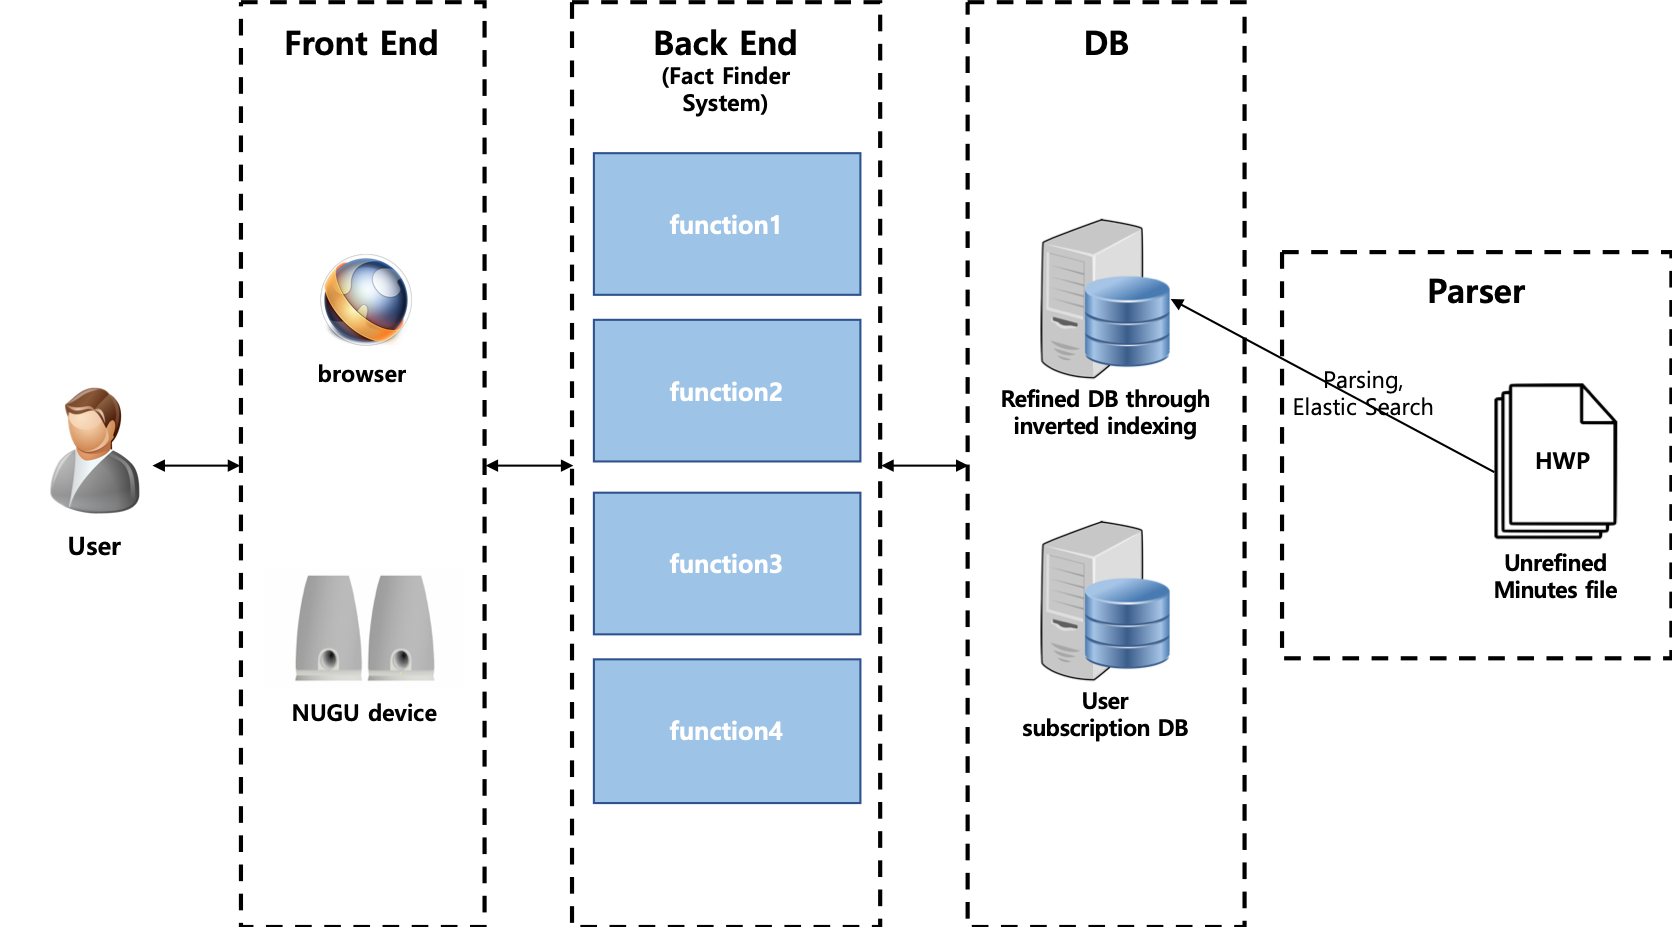 Front End
Back End
(Fact Finder
System)
DB
Parser
function1
function2
function3
function4
browser
NUGU device
User
Refined DB through
inverted indexing
User
subscription DB
Parsing,
Elastic Search
HWP
Unrefined
Minutes file